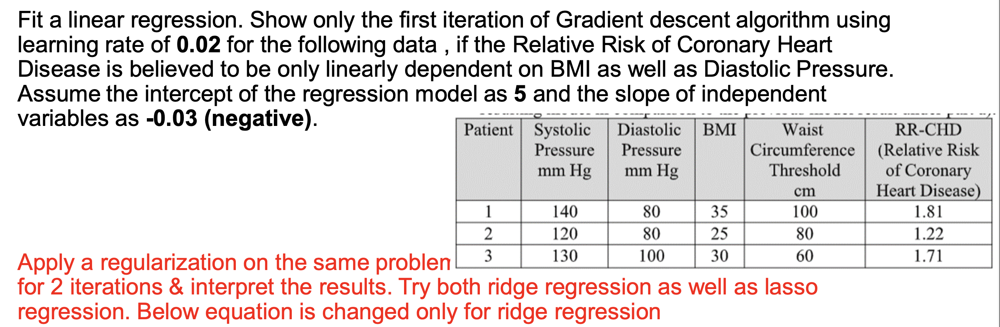 Fit a linear regression. Show only the first iteration of Gradient descent algorithm using
learning rate of 0.02 for the following data , if the Relative Risk of Coronary Heart
Disease is believed to be only linearly dependent on BMI as well as Diastolic Pressure.
Assume the intercept of the regression model as 5 and the slope of independent
variables as -0.03 (negative).
Patient Systolic Pressure mm Hg Diastolic Pressure mm Hg BMI Waist Circumference Threshold cm RR-CHD (Relative Risk of Coronary Heart Disease)
1 140 80 35 100 1.81
2 120 80 25 80 1.22
3 130 100 30 60 1.71
Apply a regularization on the same problem
for 2 iterations & interpret the results. Try both ridge regression as well as lasso
regression. Below equation is changed only for ridge regression